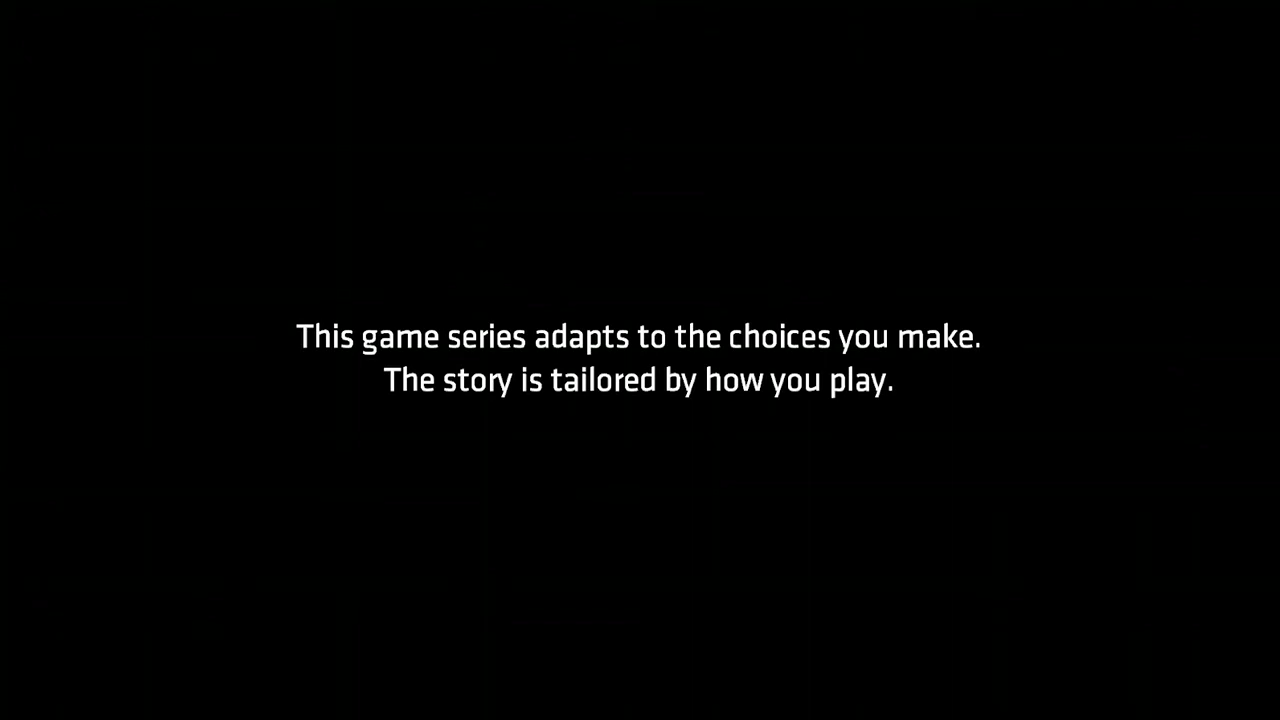 This game series adapts to the choices you make.
The story is tailored by how you play.